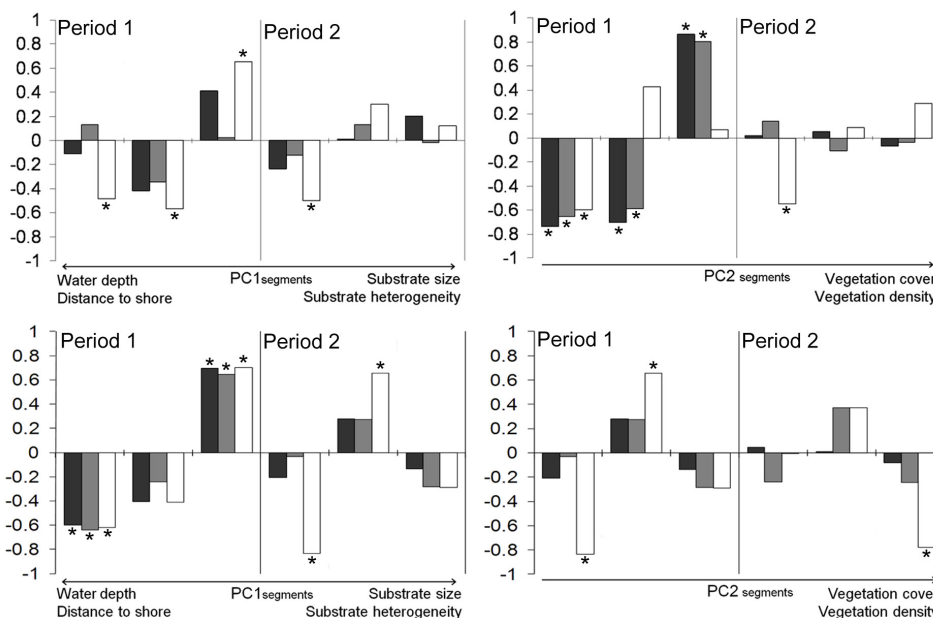 1
0.8
0.6
0.4
0.2
0
-0.2
-0.4
-0.6
-0.8
-1
Period 1
Period 2
*
*
*
*
Water depth
Distance to shore
PC1segments
Substrate size
Substrate heterogeneity
1
0.8
0.6
0.4
0.2
0
-0.2
-0.4
-0.6
-0.8
-1
Period 1
Period 2
* *
* * *
* *
*
PC2 segments
Vegetation cover
Vegetation density
1
0.8
0.6
0.4
0.2
0
-0.2
-0.4
-0.6
-0.8
-1
Period 1
Period 2
* * *
*
* * *
*
Water depth
Distance to shore
PC1segments
Substrate size
Substrate heterogeneity
1
0.8
0.6
0.4
0.2
0
-0.2
-0.4
-0.6
-0.8
-1
Period 1
Period 2
*
*
*
PC2 segments
Vegetation cover
Vegetation density